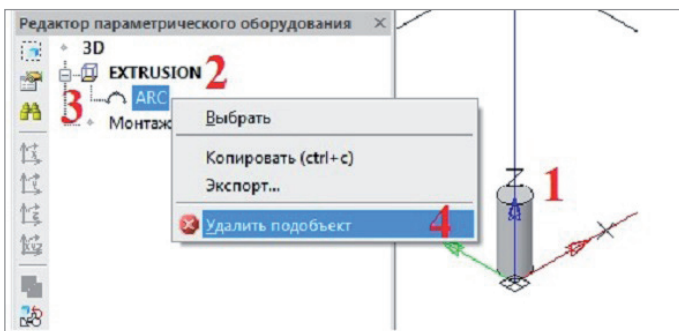 Редактор параметрического оборудования
3D
EXTRUSION 2
3 ARC
Монтаж
Выбрать
Копировать (ctrl+c)
Экспорт...
Удалить подобъект 4
Z 1